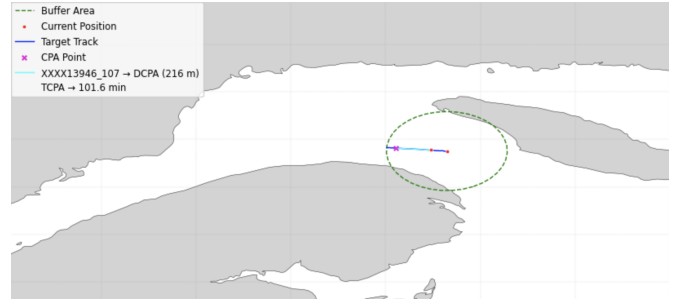 Buffer Area
Current Position
Target Track
CPA Point
XXXX13946_107 → DCPA (216 m)
TCPA → 101.6 min